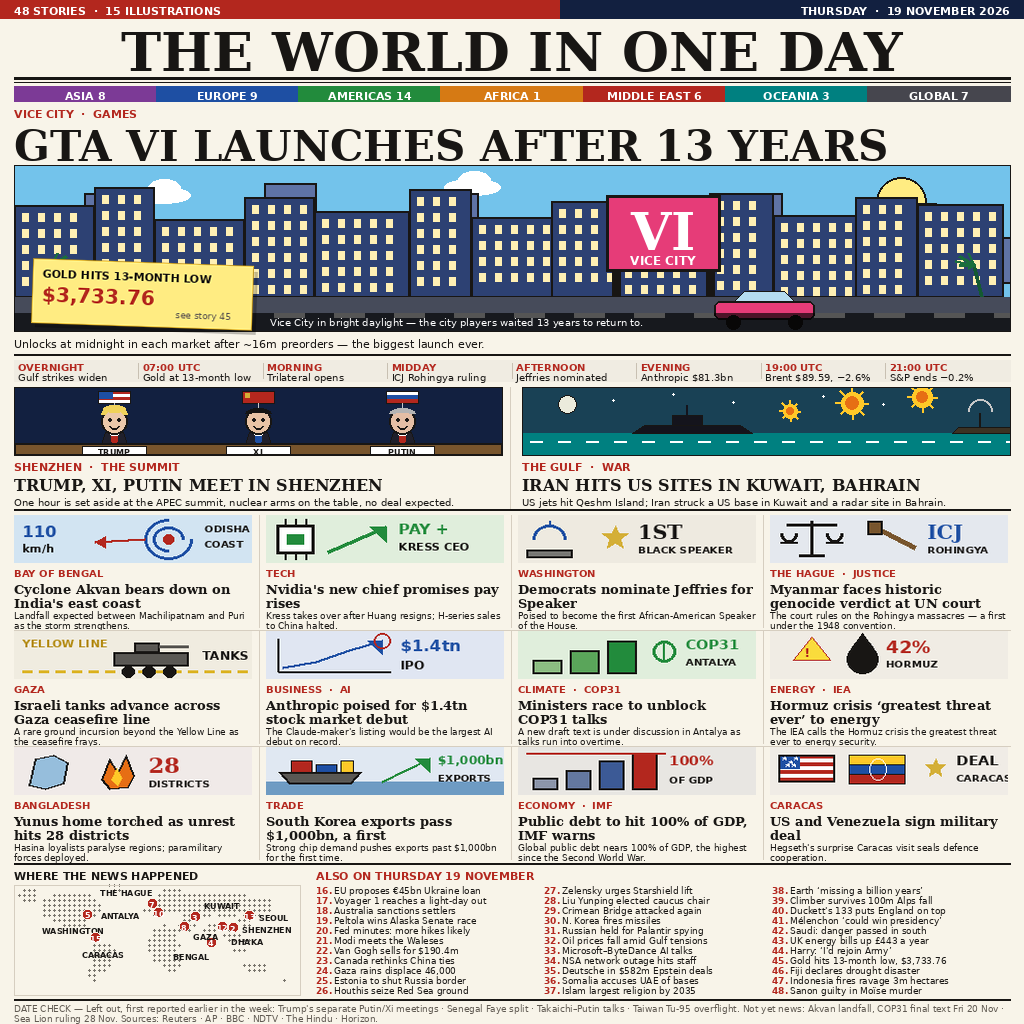 48 STORIES · 15 ILLUSTRATIONS
THURSDAY · 19 NOVEMBER 2026
THE WORLD IN ONE DAY
ASIA 8
EUROPE 9
AMERICAS 14
AFRICA 1
MIDDLE EAST 6
OCEANIA 3
GLOBAL 7
VICE CITY · GAMES
GTA VI LAUNCHES AFTER 13 YEARS
VI
VICE CITY
GOLD HITS 13-MONTH LOW
$3,733.76
see story 45
Vice City in bright daylight — the city players waited 13 years to return to.
Unlocks at midnight in each market after ~16m preorders — the biggest launch ever.
OVERNIGHT
Gulf strikes widen
07:00 UTC
Gold at 13-month low
MORNING
Trilateral opens
MIDDAY
ICJ Rohingya ruling
AFTERNOON
Jeffries nominated
EVENING
Anthropic $81.3bn
19:00 UTC
Brent $89.59, −2.6%
21:00 UTC
S&P ends −0.2%
TRUMP
XI
PUTIN
SHENZHEN · THE SUMMIT
TRUMP, XI, PUTIN MEET IN SHENZHEN
One hour is set aside at the APEC summit, nuclear arms on the table, no deal expected.
THE GULF · WAR
IRAN HITS US SITES IN KUWAIT, BAHRAIN
US jets hit Qeshm Island; Iran struck a US base in Kuwait and a radar site in Bahrain.
110
km/h
ODISHA
COAST
BAY OF BENGAL
Cyclone Akvan bears down on
India's east coast
Landfall expected between Machilipatnam and Puri
as the storm strengthens.
PAY +
KRESS CEO
TECH
Nvidia's new chief promises pay
rises
Kress takes over after Huang resigns; H-series sales
to China halted.
1ST
BLACK SPEAKER
WASHINGTON
Democrats nominate Jeffries for
Speaker
Poised to become the first African-American Speaker
of the House.
ICJ
ROHINGYA
THE HAGUE · JUSTICE
Myanmar faces historic
genocide verdict at UN court
The court rules on the Rohingya massacres — a first
under the 1948 convention.
YELLOW LINE
TANKS
GAZA
Israeli tanks advance across
Gaza ceasefire line
A rare ground incursion beyond the Yellow Line as
the ceasefire frays.
$1.4tn
IPO
BUSINESS · AI
Anthropic poised for $1.4tn
stock market debut
The Claude-maker's listing would be the largest AI
debut on record.
COP31
ANTALYA
CLIMATE · COP31
Ministers race to unblock
COP31 talks
A new draft text is under discussion in Antalya as
talks run into overtime.
!
42%
HORMUZ
ENERGY · IEA
Hormuz crisis ‘greatest threat
ever’ to energy
The IEA calls the Hormuz crisis the greatest threat
ever to energy security.
28
DISTRICTS
BANGLADESH
Yunus home torched as unrest
hits 28 districts
Hasina loyalists paralyse regions; paramilitary
forces deployed.
$1,000bn
EXPORTS
TRADE
South Korea exports pass
$1,000bn, a first
Strong chip demand pushes exports past $1,000bn
for the first time.
100%
OF GDP
ECONOMY · IMF
Public debt to hit 100% of GDP,
IMF warns
Global public debt nears 100% of GDP, the highest
since the Second World War.
DEAL
CARACAS
CARACAS
US and Venezuela sign military
deal
US and Venezuela's surprise Caracas visit seals defence
cooperation.
WHERE THE NEWS HAPPENED
THE HAGUE
KUWAIT
ANTALYA
SEOUL
WASHINGTON
SHENZHEN
GAZA
DHAKA
CARACAS
BENGAL
ALSO ON THURSDAY 19 NOVEMBER
16. EU proposes €45bn Ukraine loan
17. Voyager 1 reaches a light-day out
18. Australia sanctions settlers
19. Peltola wins Alaska Senate race
20. Fed minutes: more hikes likely
21. Modi meets the Waleses
22. Van Gogh sells for $190.4m
23. Canada rethinks China ties
24. Gaza rains displace 46,000
25. Estonia to shut Russia border
26. Houthis seize Red Sea ground
27. Zelensky urges Starshield lift
28. Liu Yunping elected caucus chair
29. Crimean Bridge attacked again
30. N. Korea fires missiles
31. Russian held for Palantir spying
32. Oil prices fall amid Gulf tensions
33. Microsoft–ByteDance AI talks
34. NSA network outage hits staff
35. Deutsche in $582m Epstein deals
36. Somalia accuses UAE of bases
37. Islam largest religion by 2035
38. Earth ‘missing a billion years’
39. Climber survives 100m Alps fall
40. Duckett's 133 puts England on top
41. Mélenchon ‘could win presidency’
42. Saudi: danger passed in south
43. UK energy bills up £443 a year
44. Harry: ‘I'd rejoin Army’
45. Gold hits 13-month low, $3,733.76
46. Fiji declares drought disaster
47. Indonesia fires ravage 3m hectares
48. Sanon guilty in Moïse murder
DATE CHECK — Left out, first reported earlier in the week: Trump's separate Putin/Xi meetings · Senegal Faye split · Takaichi–Putin talks · Taiwan Tu-95 overflight. Not yet news: Akvan landfall, COP31 final text Fri 20 Nov ·
Sea Lion ruling 28 Nov. Sources: Reuters · AP · BBC · NDTV · The Hindu · Horizon.